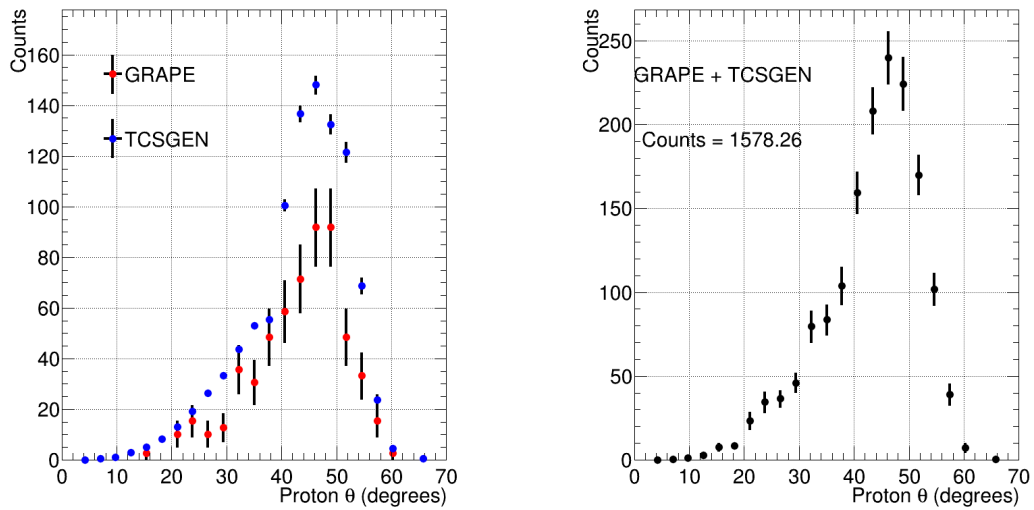 Counts
160
140
120
100
80
60
40
20
0
GRAPE
TCSGEN
0 10 20 30 40 50 60 70
Proton θ (degrees)
Counts
250
200
150
100
50
0
GRAPE + TCSGEN
Counts = 1578.26
0 10 20 30 40 50 60 70
Proton θ (degrees)